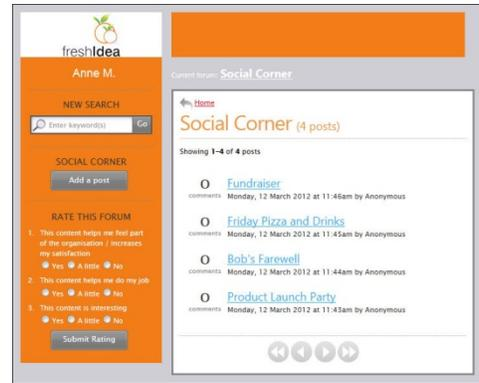 freshIdea
Anne M.
NEW SEARCH
Enter keyword(s) Go
SOCIAL CORNER
Add a post
RATE THIS FORUM
1. This content helps me feel part
of the organisation / increases
my satisfaction
Yes A little No
2. This content helps me do my job
Yes A little No
3. This content is interesting
Yes A little No
Submit Rating
Current forum: Social Corner
Home
Social Corner (4 posts)
Showing 1-4 of 4 posts
0 comments
Fundraiser
Monday, 12 March 2012 at 11:46am by Anonymous
0 comments
Friday Pizza and Drinks
Monday, 12 March 2012 at 11:45am by Anonymous
0 comments
Bob's Farewell
Monday, 12 March 2012 at 11:44am by Anonymous
0 comments
Product Launch Party
Monday, 12 March 2012 at 11:43am by Anonymous